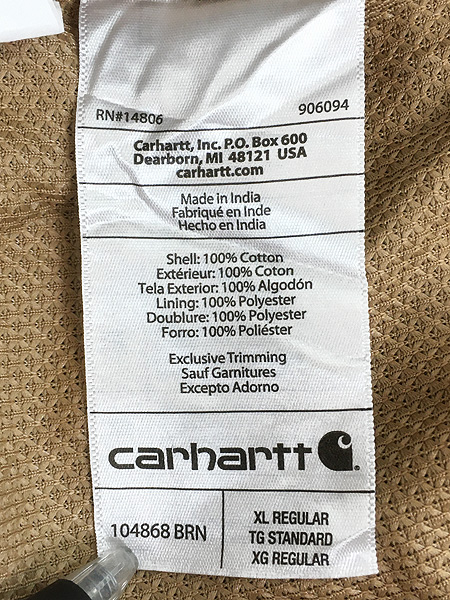 RN#14806 906094
Carhartt, Inc. P.O. Box 600
Dearborn, MI 48121 USA
carhartt.com
Made in India
Fabriqué en Inde
Hecho en India
Shell: 100% Cotton
Extérieur: 100% Coton
Tela Exterior: 100% Algodón
Lining: 100% Polyester
Doublure: 100% Polyester
Forro: 100% Poliéster
Exclusive Trimming
Sauf Garnitures
Excepto Adorno
carhartt
104868 BRN
XL REGULAR
TG STANDARD
XG REGULAR